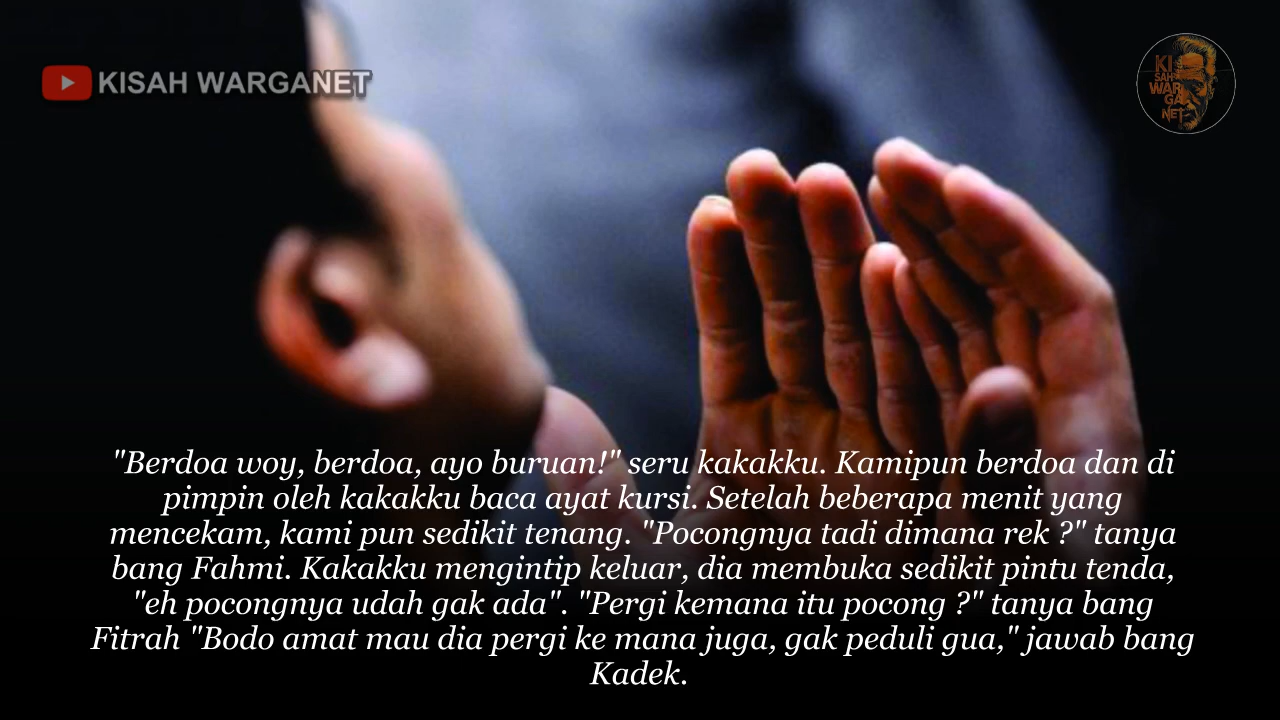 KISAH WARGANET
KI
SAH
WAR
GA
NET
"Berdoa woy, berdoa, ayo buruan!" seru kakakku. Kamipun berdoa dan di
pimpin oleh kakakku baca ayat kursi. Setelah beberapa menit yang
mencekam, kami pun sedikit tenang. "Pocongnya tadi dimana rek ?" tanya
bang Fahmi. Kakakku mengintip keluar, dia membuka sedikit pintu tenda,
"eh pocongnya udah gak ada". "Pergi kemana itu pocong ?" tanya bang
Fitrah "Bodo amat mau dia pergi ke mana juga, gak peduli gua," jawab bang
Kadek.